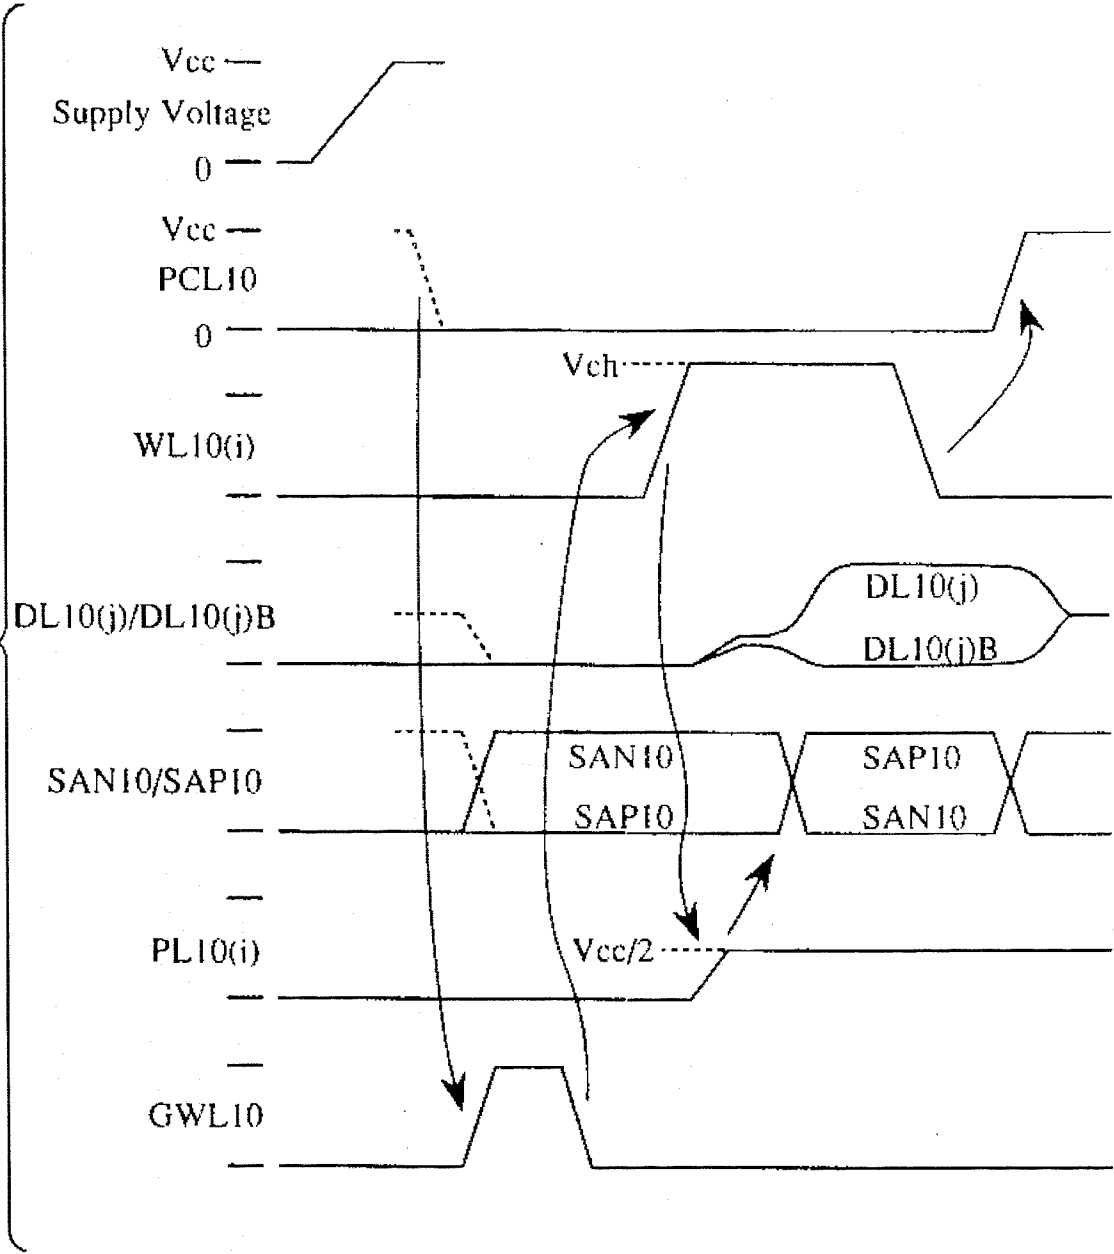 Vcc
Supply Voltage
0
Vcc
PCL10
0
Vch
WL10(i)
DL10(j)
DL10(j)/DL10(j)B
DL10(j)B
SAN10
SAP10
SAN10/SAP10
SAP10
SAN10
PL10(i)
Vcc/2
GWL10